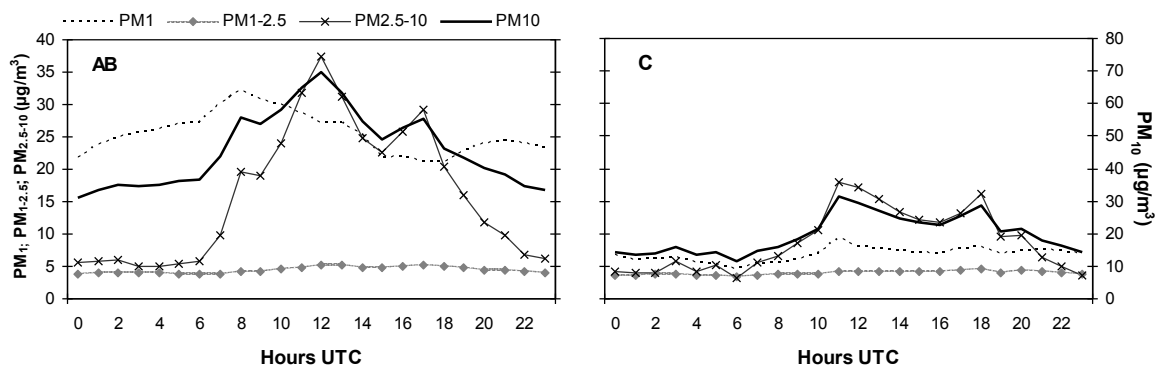 PM1 PM1-2.5 PM2.5-10 PM10
AB
C
PM1; PM1-2.5; PM2.5-10 (µg/m3)
40
35
30
25
20
15
10
5
0
0 2 4 6 8 10 12 14 16 18 20 22
Hours UTC
0 2 4 6 8 10 12 14 16 18 20 22
Hours UTC
80
70
60
50
40
30
20
10
0
PM10 (µg/m3)